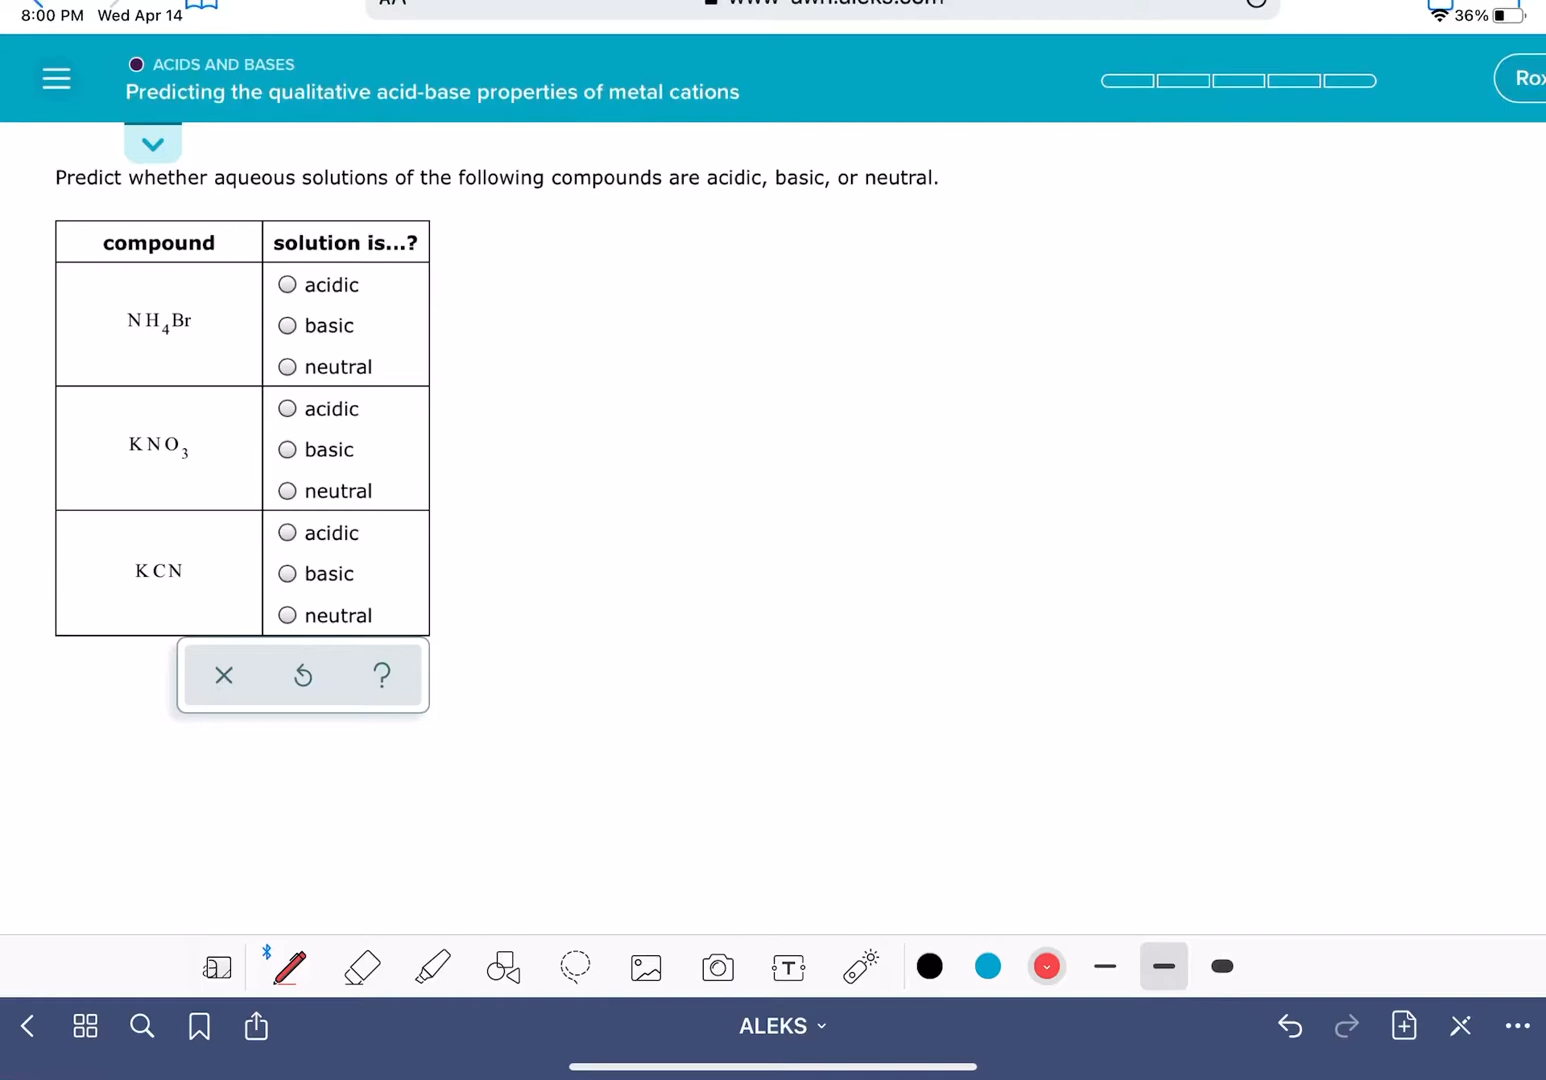 8:00 PM Wed Apr 14
36%
ACIDS AND BASES
Predicting the qualitative acid-base properties of metal cations
Rox
Predict whether aqueous solutions of the following compounds are acidic, basic, or neutral.
compound solution is...?
NH₄Br
acidic
basic
neutral
KNO₃
acidic
basic
neutral
KCN
acidic
basic
neutral
?
T
ALEKS